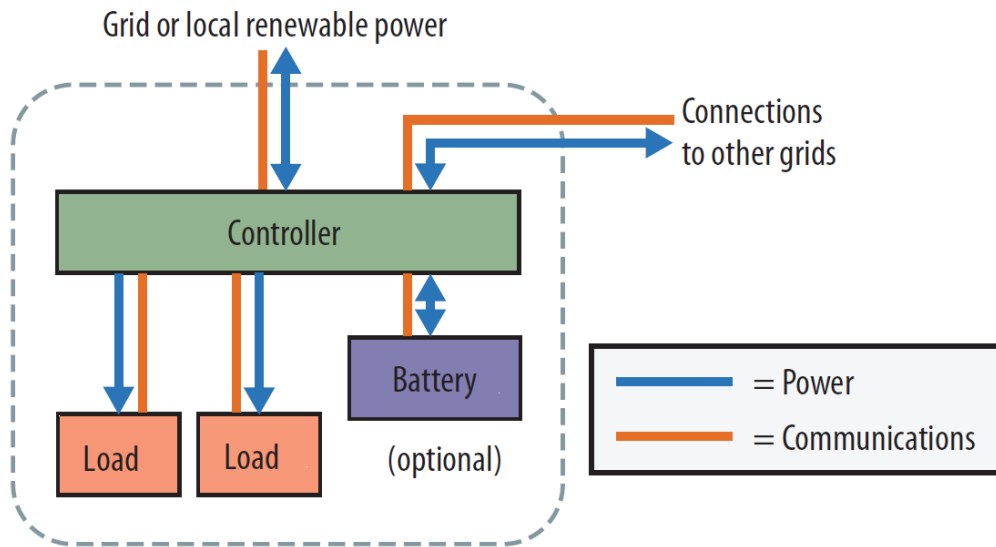 Grid or local renewable power
Connections
to other grids
Controller
Battery
(optional)
Load
Load
= Power
= Communications